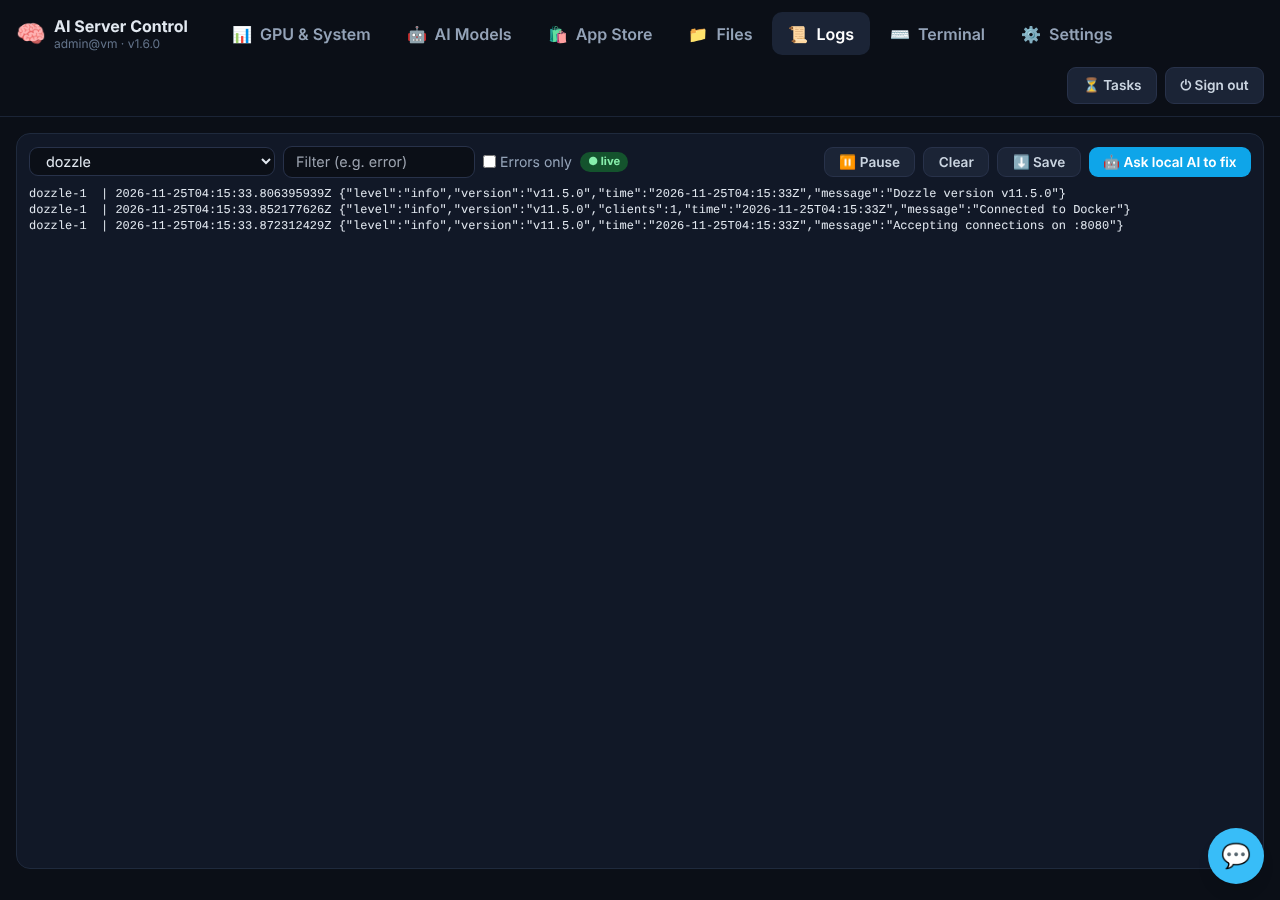 AI Server Control
admin@vm · v1.6.0
GPU & System
AI Models
App Store
Files
Logs
Terminal
Settings
Tasks
Sign out
dozzle
Filter (e.g. error)
Errors only
live
Pause
Clear
Save
Ask local AI to fix
dozzle-1  | 2026-11-25T04:15:33.806395939Z {"level":"info","version":"v11.5.0","time":"2026-11-25T04:15:33Z","message":"Dozzle version v11.5.0"}
dozzle-1  | 2026-11-25T04:15:33.852177626Z {"level":"info","version":"v11.5.0","clients":1,"time":"2026-11-25T04:15:33Z","message":"Connected to Docker"}
dozzle-1  | 2026-11-25T04:15:33.872312429Z {"level":"info","version":"v11.5.0","time":"2026-11-25T04:15:33Z","message":"Accepting connections on :8080"}